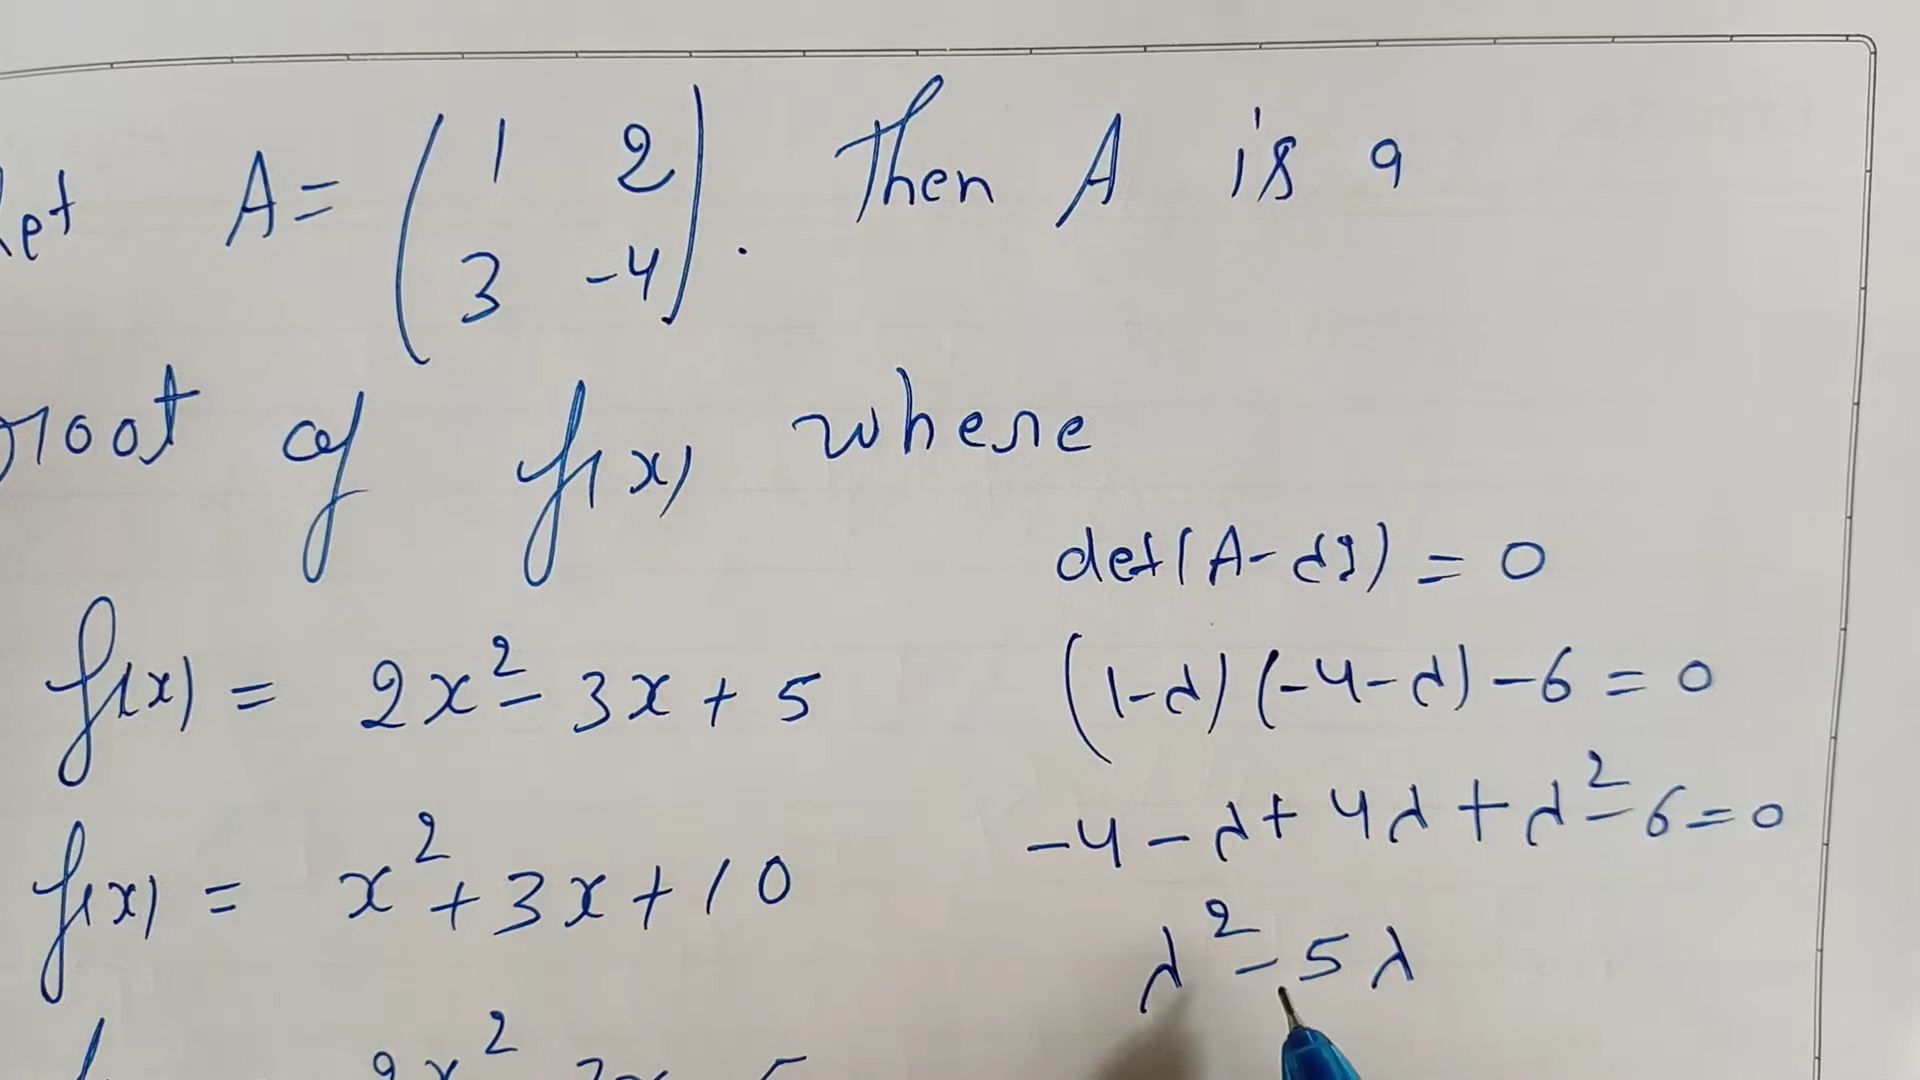 Let A = ( 1 2
3 -4 ). Then A is a
root of f(x) where
f(x) = 2x² - 3x + 5
f(x) = x² + 3x + 10
det(A - λI) = 0
(1-λ)(-4-λ) - 6 = 0
-4 - λ + 4λ + λ² - 6 = 0
λ² - 5λ